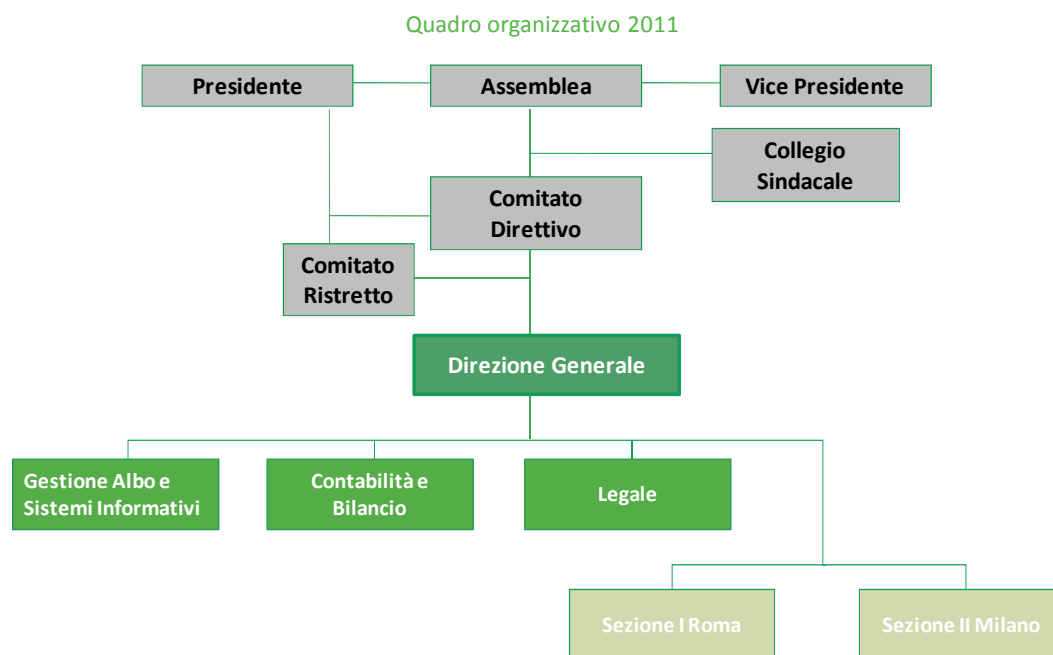 Quadro organizzativo 2011
Presidente
Assemblea
Vice Presidente
Collegio
Sindacale
Comitato
Direttivo
Comitato
Ristretto
Direzione Generale
Gestione Albo e
Sistemi Informativi
Contabilità e
Bilancio
Legale
Sezione I Roma
Sezione II Milano